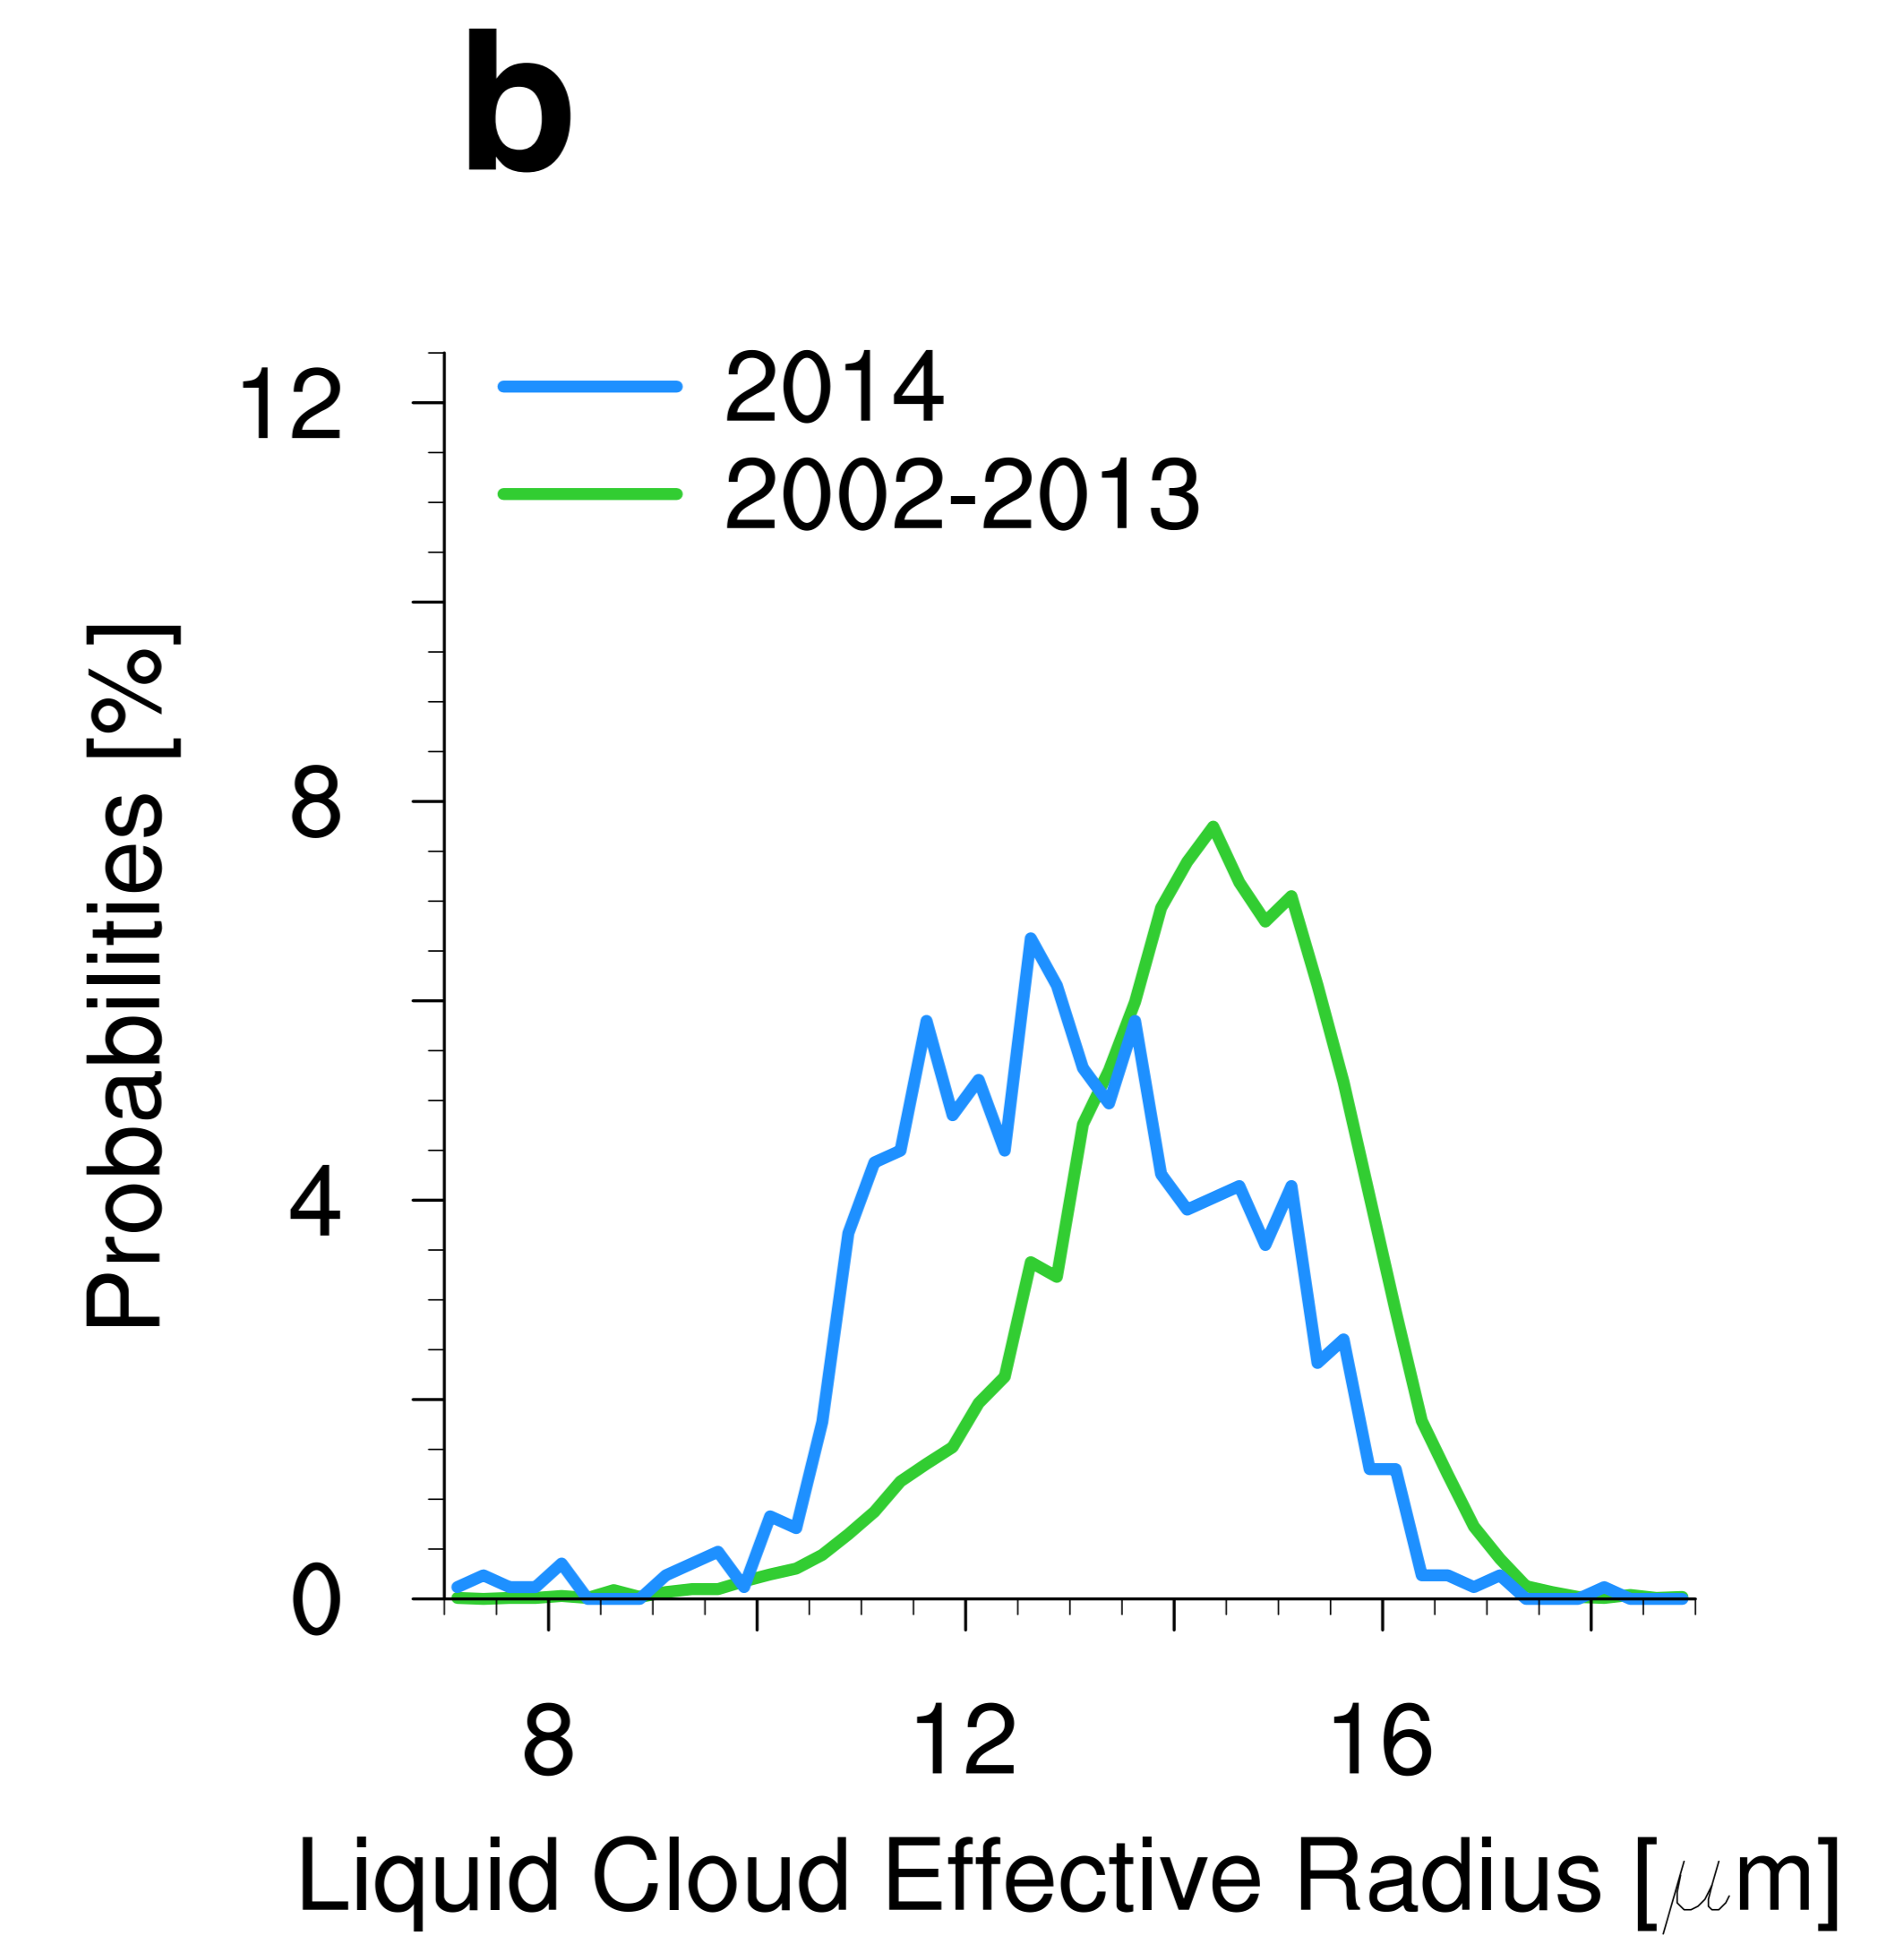 b
2014
2002-2013
12
8
4
0
Probabilities [%]
8 12 16
Liquid Cloud Effective Radius [μm]